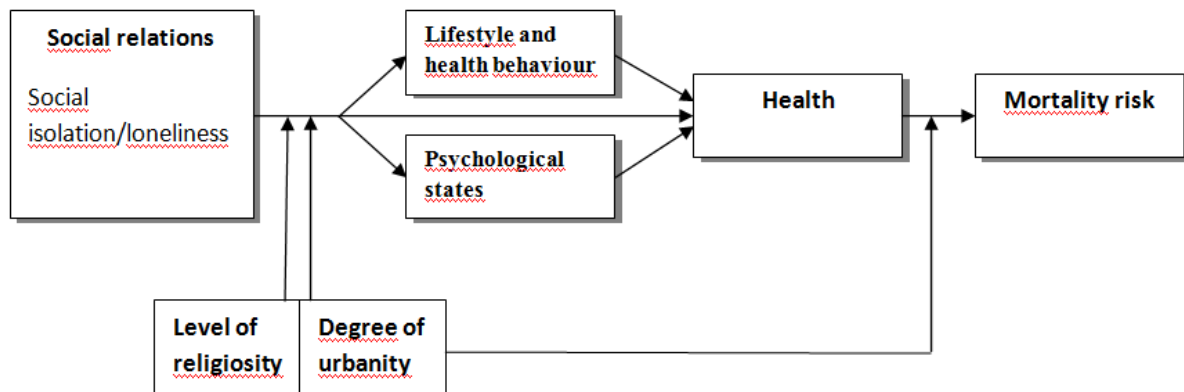 Social relations
Social
isolation/loneliness
Lifestyle and
health behaviour
Psychological
states
Health
Mortality risk
Level of
religiosity
Degree of
urbanity